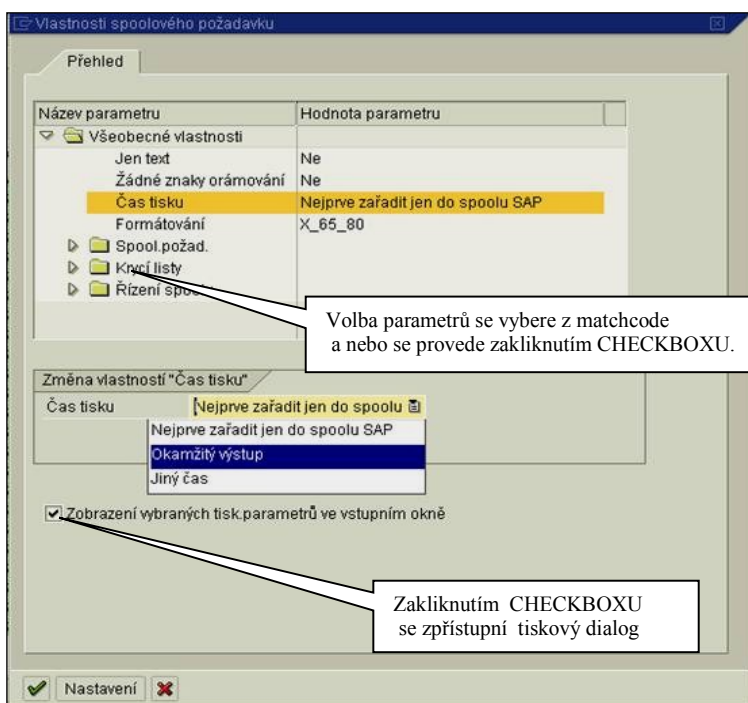 Vlastnosti spoolového požadavku
Přehled
Název parametru Hodnota parametru
Všeobecné vlastnosti
Jen text Ne
Žádné znaky orámování Ne
Čas tisku Nejprve zařadit jen do spoolu SAP
Formátování X_65_80
Spool.požad.
Krycí listy
Řízení
Volba parametrů se vybere z matchcode
a nebo se provede zakliknutím CHECKBOXU.
Změna vlastností "Čas tisku"
Čas tisku Nejprve zařadit jen do spoolu
Nejprve zařadit jen do spoolu SAP
Okamžitý výstup
Jiný čas
Zobrazení vybraných tisk.parametrů ve vstupním okně
Zakliknutím CHECKBOXU
se zpřístupní tiskový dialog
Nastavení